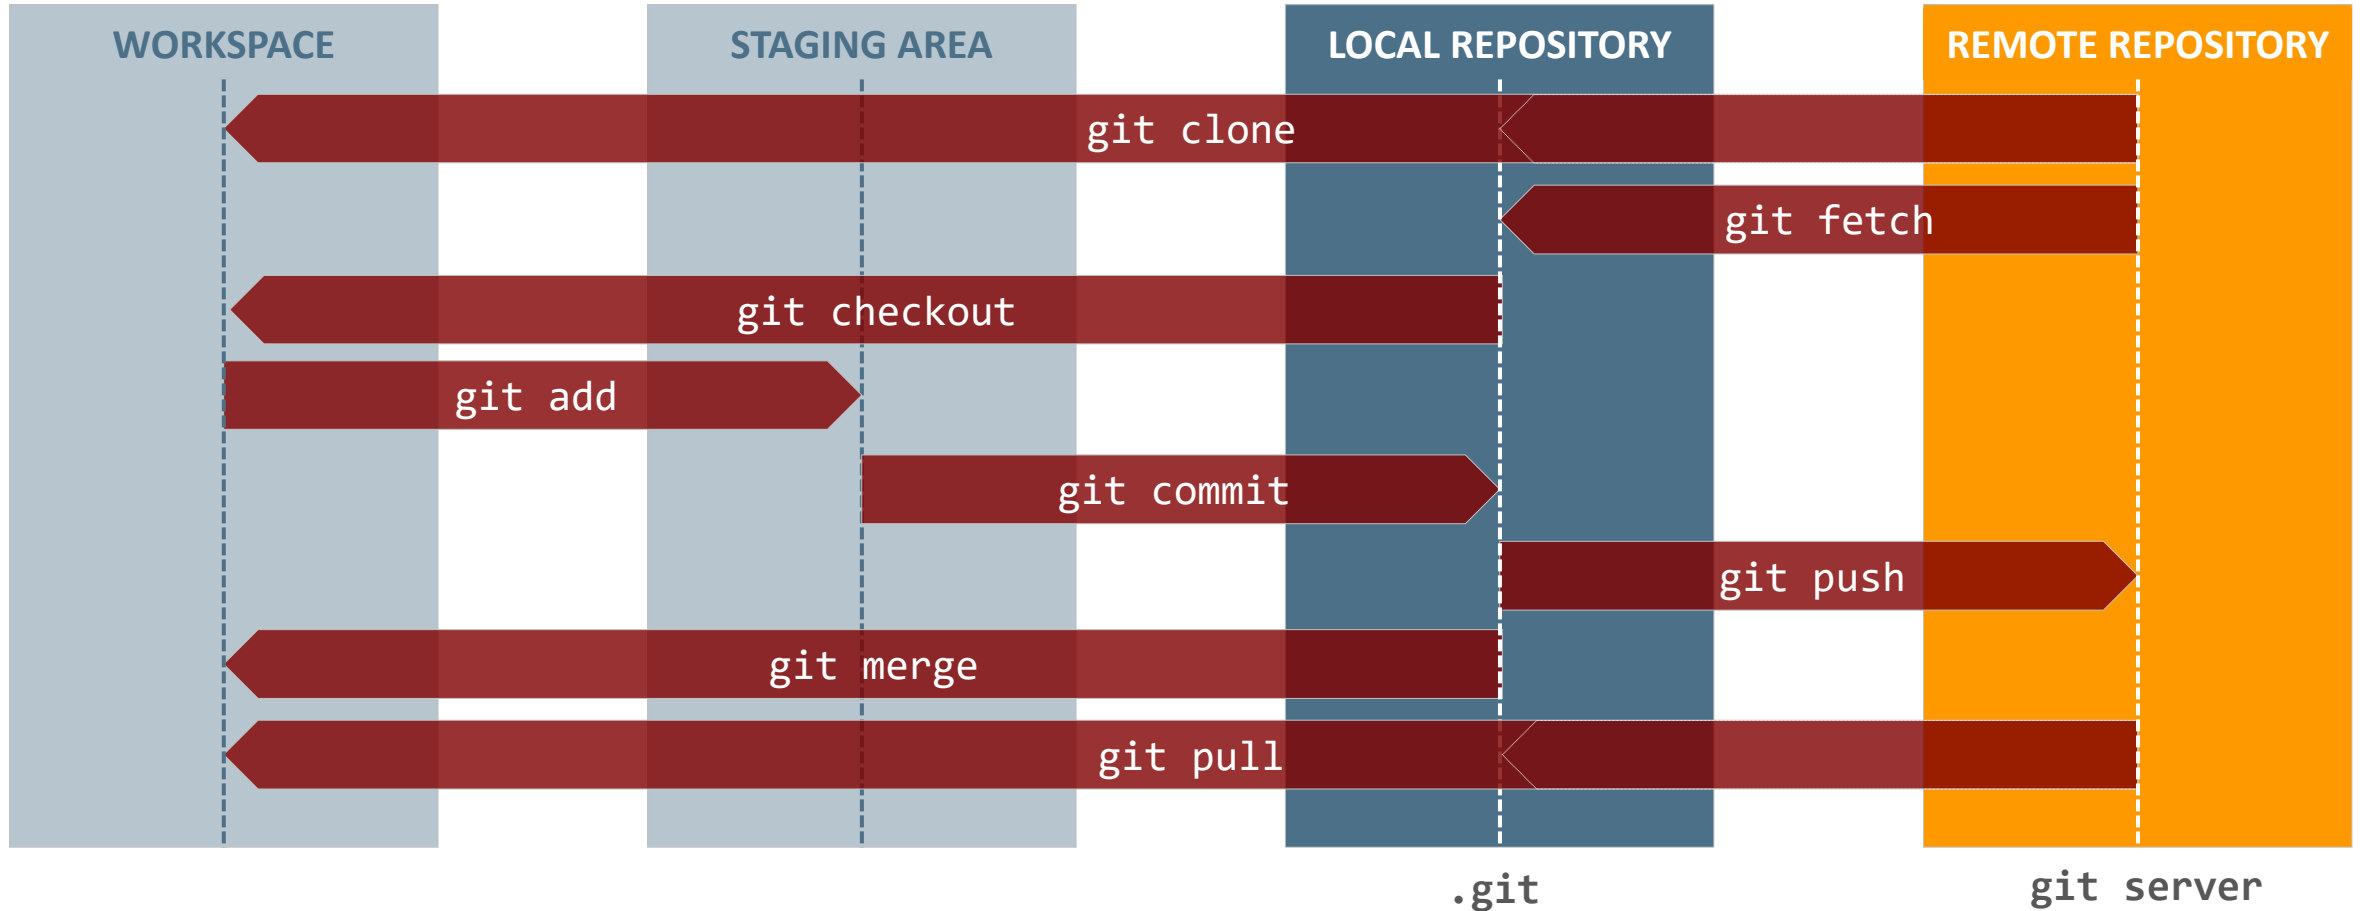 WORKSPACE
STAGING AREA
LOCAL REPOSITORY
REMOTE REPOSITORY
git clone
git fetch
git checkout
git add
git commit
git push
git merge
git pull
.git
git server